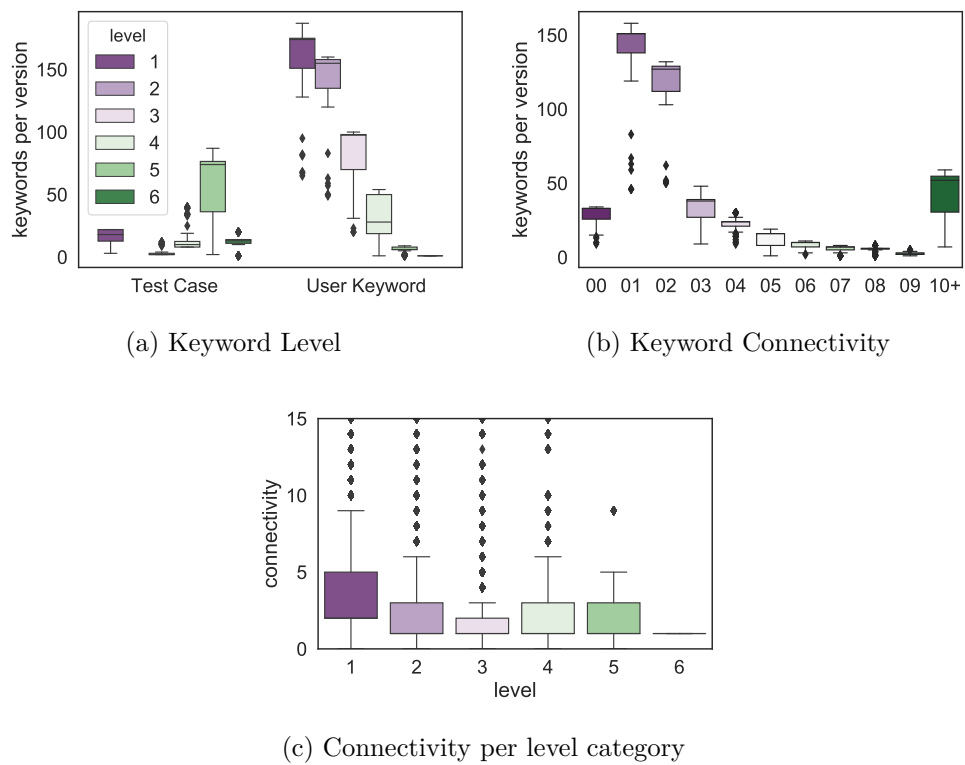 keywords per version
150
100
50
0
level
1
2
3
4
5
6
Test Case
User Keyword
(a) Keyword Level
keywords per version
150
100
50
0
00 01 02 03 04 05 06 07 08 09 10+
(b) Keyword Connectivity
connectivity
15
10
5
0
1 2 3 4 5 6
level
(c) Connectivity per level category